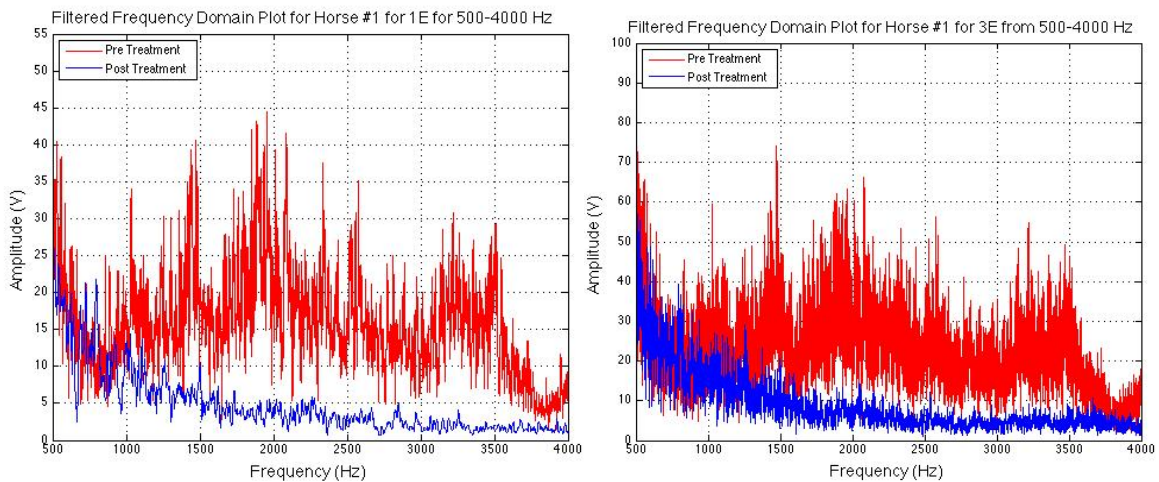 Filtered Frequency Domain Plot for Horse #1 for 1E for 500-4000 Hz
55
50
45
40
35
30
25
20
15
10
5
0
Amplitude (V)
Pre Treatment
Post Treatment
500 1000 1500 2000 2500 3000 3500 4000
Frequency (Hz)
Filtered Frequency Domain Plot for Horse #1 for 3E from 500-4000 Hz
100
90
80
70
60
50
40
30
20
10
0
Amplitude (V)
Pre Treatment
Post Treatment
500 1000 1500 2000 2500 3000 3500 4000
Frequency (Hz)